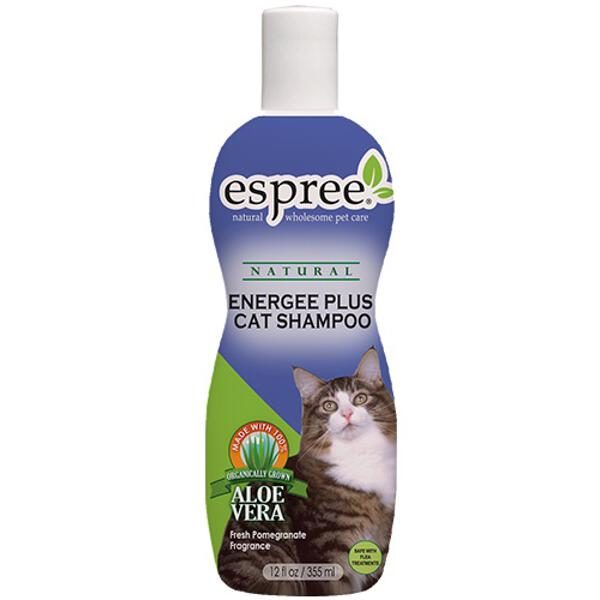 espree®
natural wholesome pet care
NATURAL
ENERGEE PLUS
CAT SHAMPOO
MADE WITH 100%
ORGANICALLY GROWN
ALOE
VERA
Fresh Pomegranate
Fragrance
SAFE WITH
FLEA
TREATMENTS
12 fl oz / 355 ml